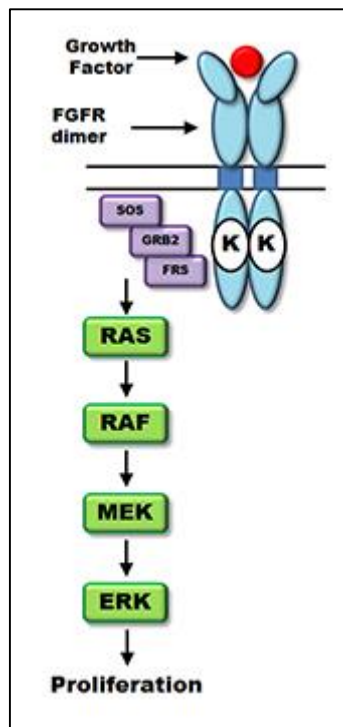 Growth
Factor
FGFR
dimer
SOS
GRB2
FRS
K K
RAS
RAF
MEK
ERK
Proliferation